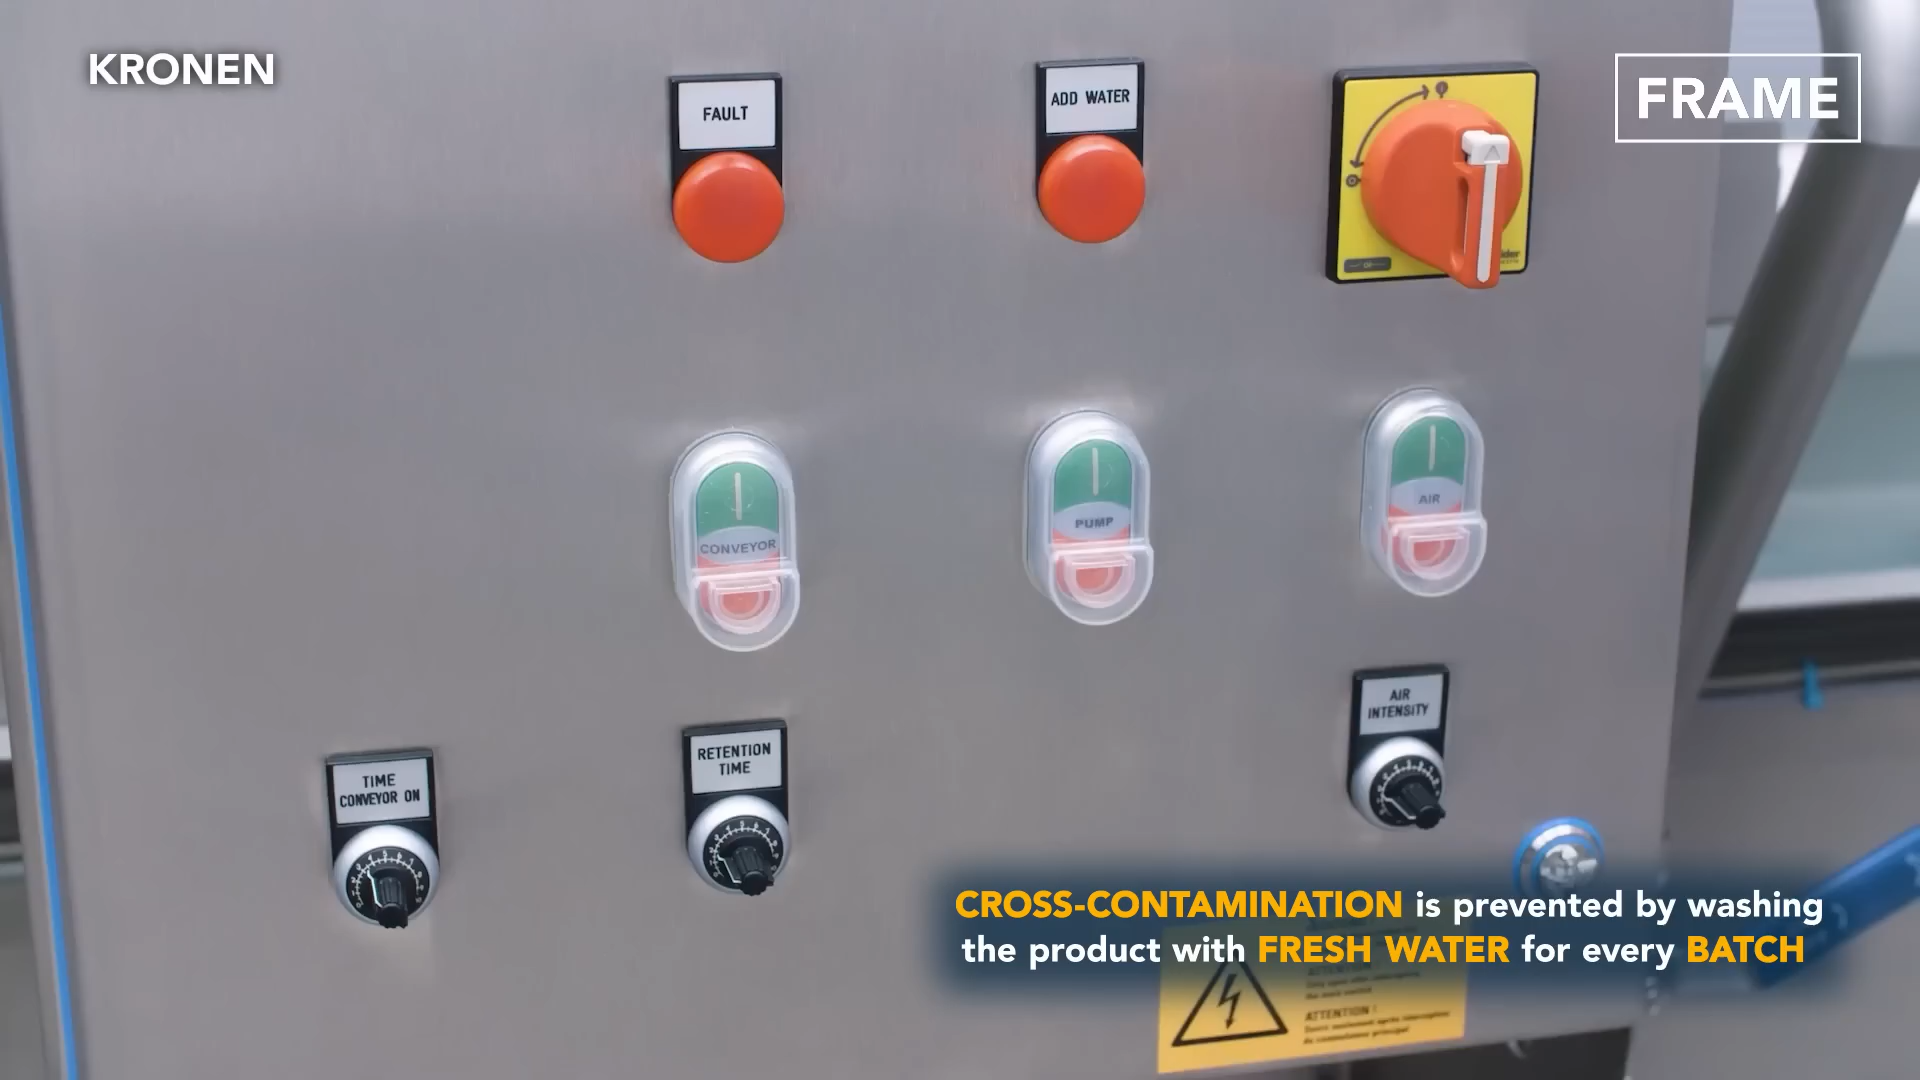 KRONEN
FRAME
FAULT
ADD WATER
CONVEYOR
PUMP
AIR
AIR
INTENSITY
RETENTION
TIME
TIME
CONVEYOR ON
CROSS-CONTAMINATION is prevented by washing
the product with FRESH WATER for every BATCH
ATTENTION !